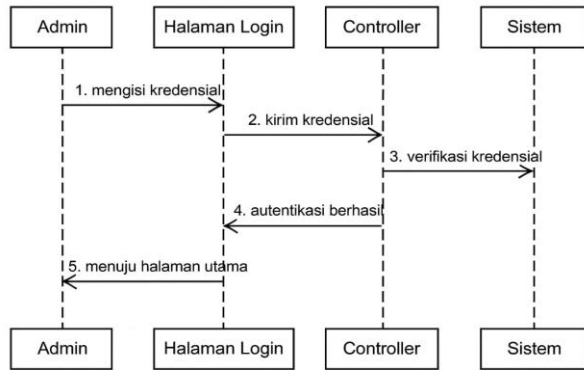 Admin
Halaman Login
Controller
Sistem
1. mengisi kredensial
2. kirim kredensial
3. verifikasi kredensial
4. autentikasi berhasil
5. menuju halaman utama
Admin
Halaman Login
Controller
Sistem